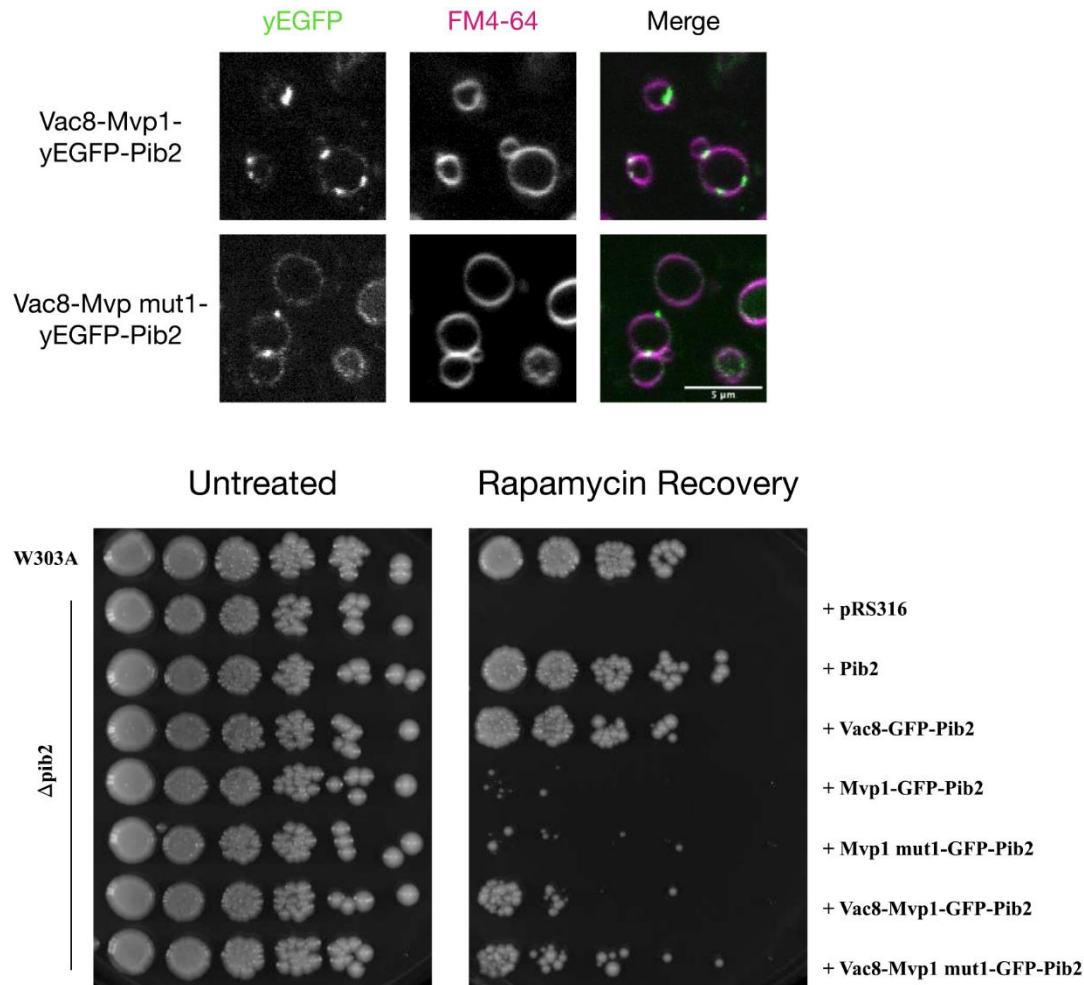 yEGFP FM4-64 Merge
Vac8-Mvp1-
yEGFP-Pib2
Vac8-Mvp mut1-
yEGFP-Pib2
5 μm
Untreated Rapamycin Recovery
W303A
Δpib2
+ pRS316
+ Pib2
+ Vac8-GFP-Pib2
+ Mvp1-GFP-Pib2
+ Mvp1 mut1-GFP-Pib2
+ Vac8-Mvp1-GFP-Pib2
+ Vac8-Mvp1 mut1-GFP-Pib2